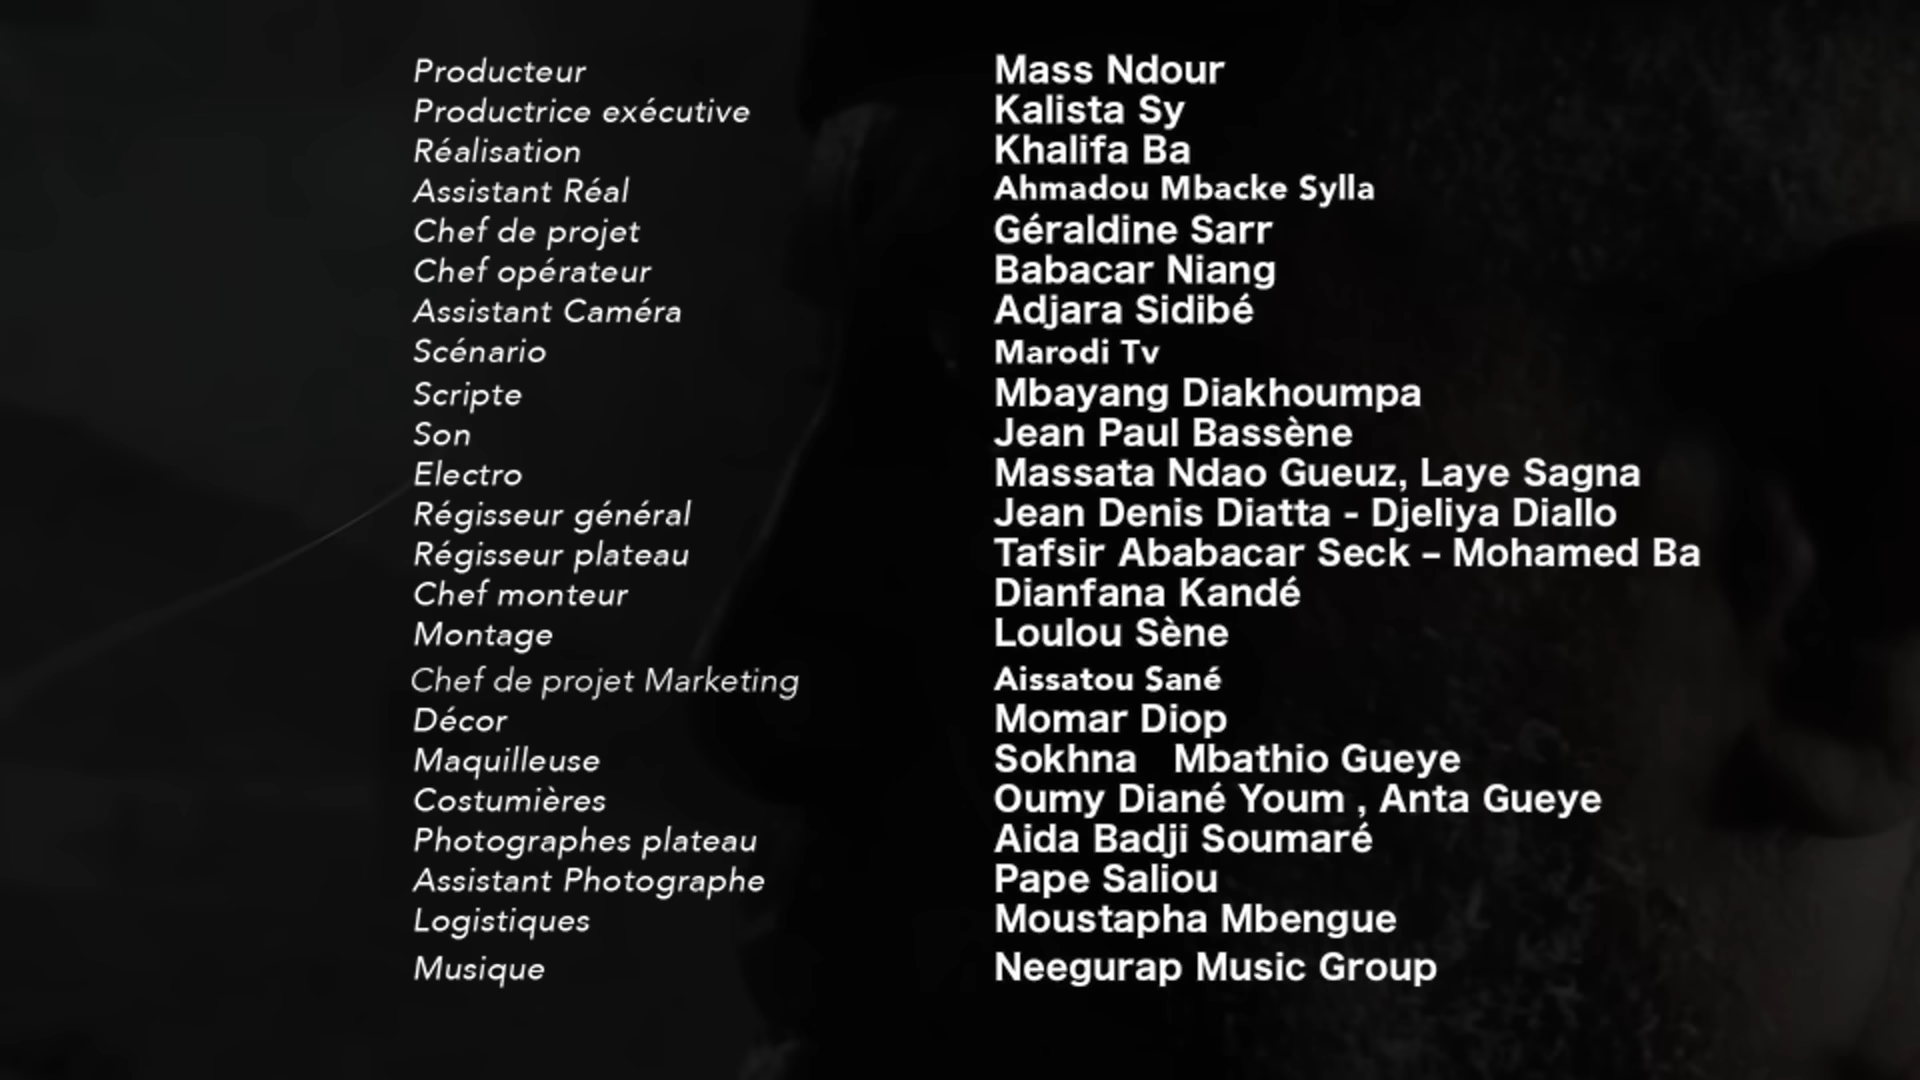 Producteur Mass Ndour
Productrice exécutive Kalista Sy
Réalisation Khalifa Ba
Assistant Réal Ahmadou Mbacke Sylla
Chef de projet Géraldine Sarr
Chef opérateur Babacar Niang
Assistant Caméra Adjara Sidibé
Scénario Marodi Tv
Scripte Mbayang Diakhoumpa
Son Jean Paul Bassène
Electro Massata Ndao Gueuz, Laye Sagna
Régisseur général Jean Denis Diatta - Djeliya Diallo
Régisseur plateau Tafsir Ababacar Seck – Mohamed Ba
Chef monteur Dianfana Kandé
Montage Loulou Sène
Chef de projet Marketing Aissatou Sané
Décor Momar Diop
Maquilleuse Sokhna Mbathio Gueye
Costumières Oumy Diané Youm , Anta Gueye
Photographes plateau Aida Badji Soumaré
Assistant Photographe Pape Saliou
Logistiques Moustapha Mbengue
Musique Neegurap Music Group